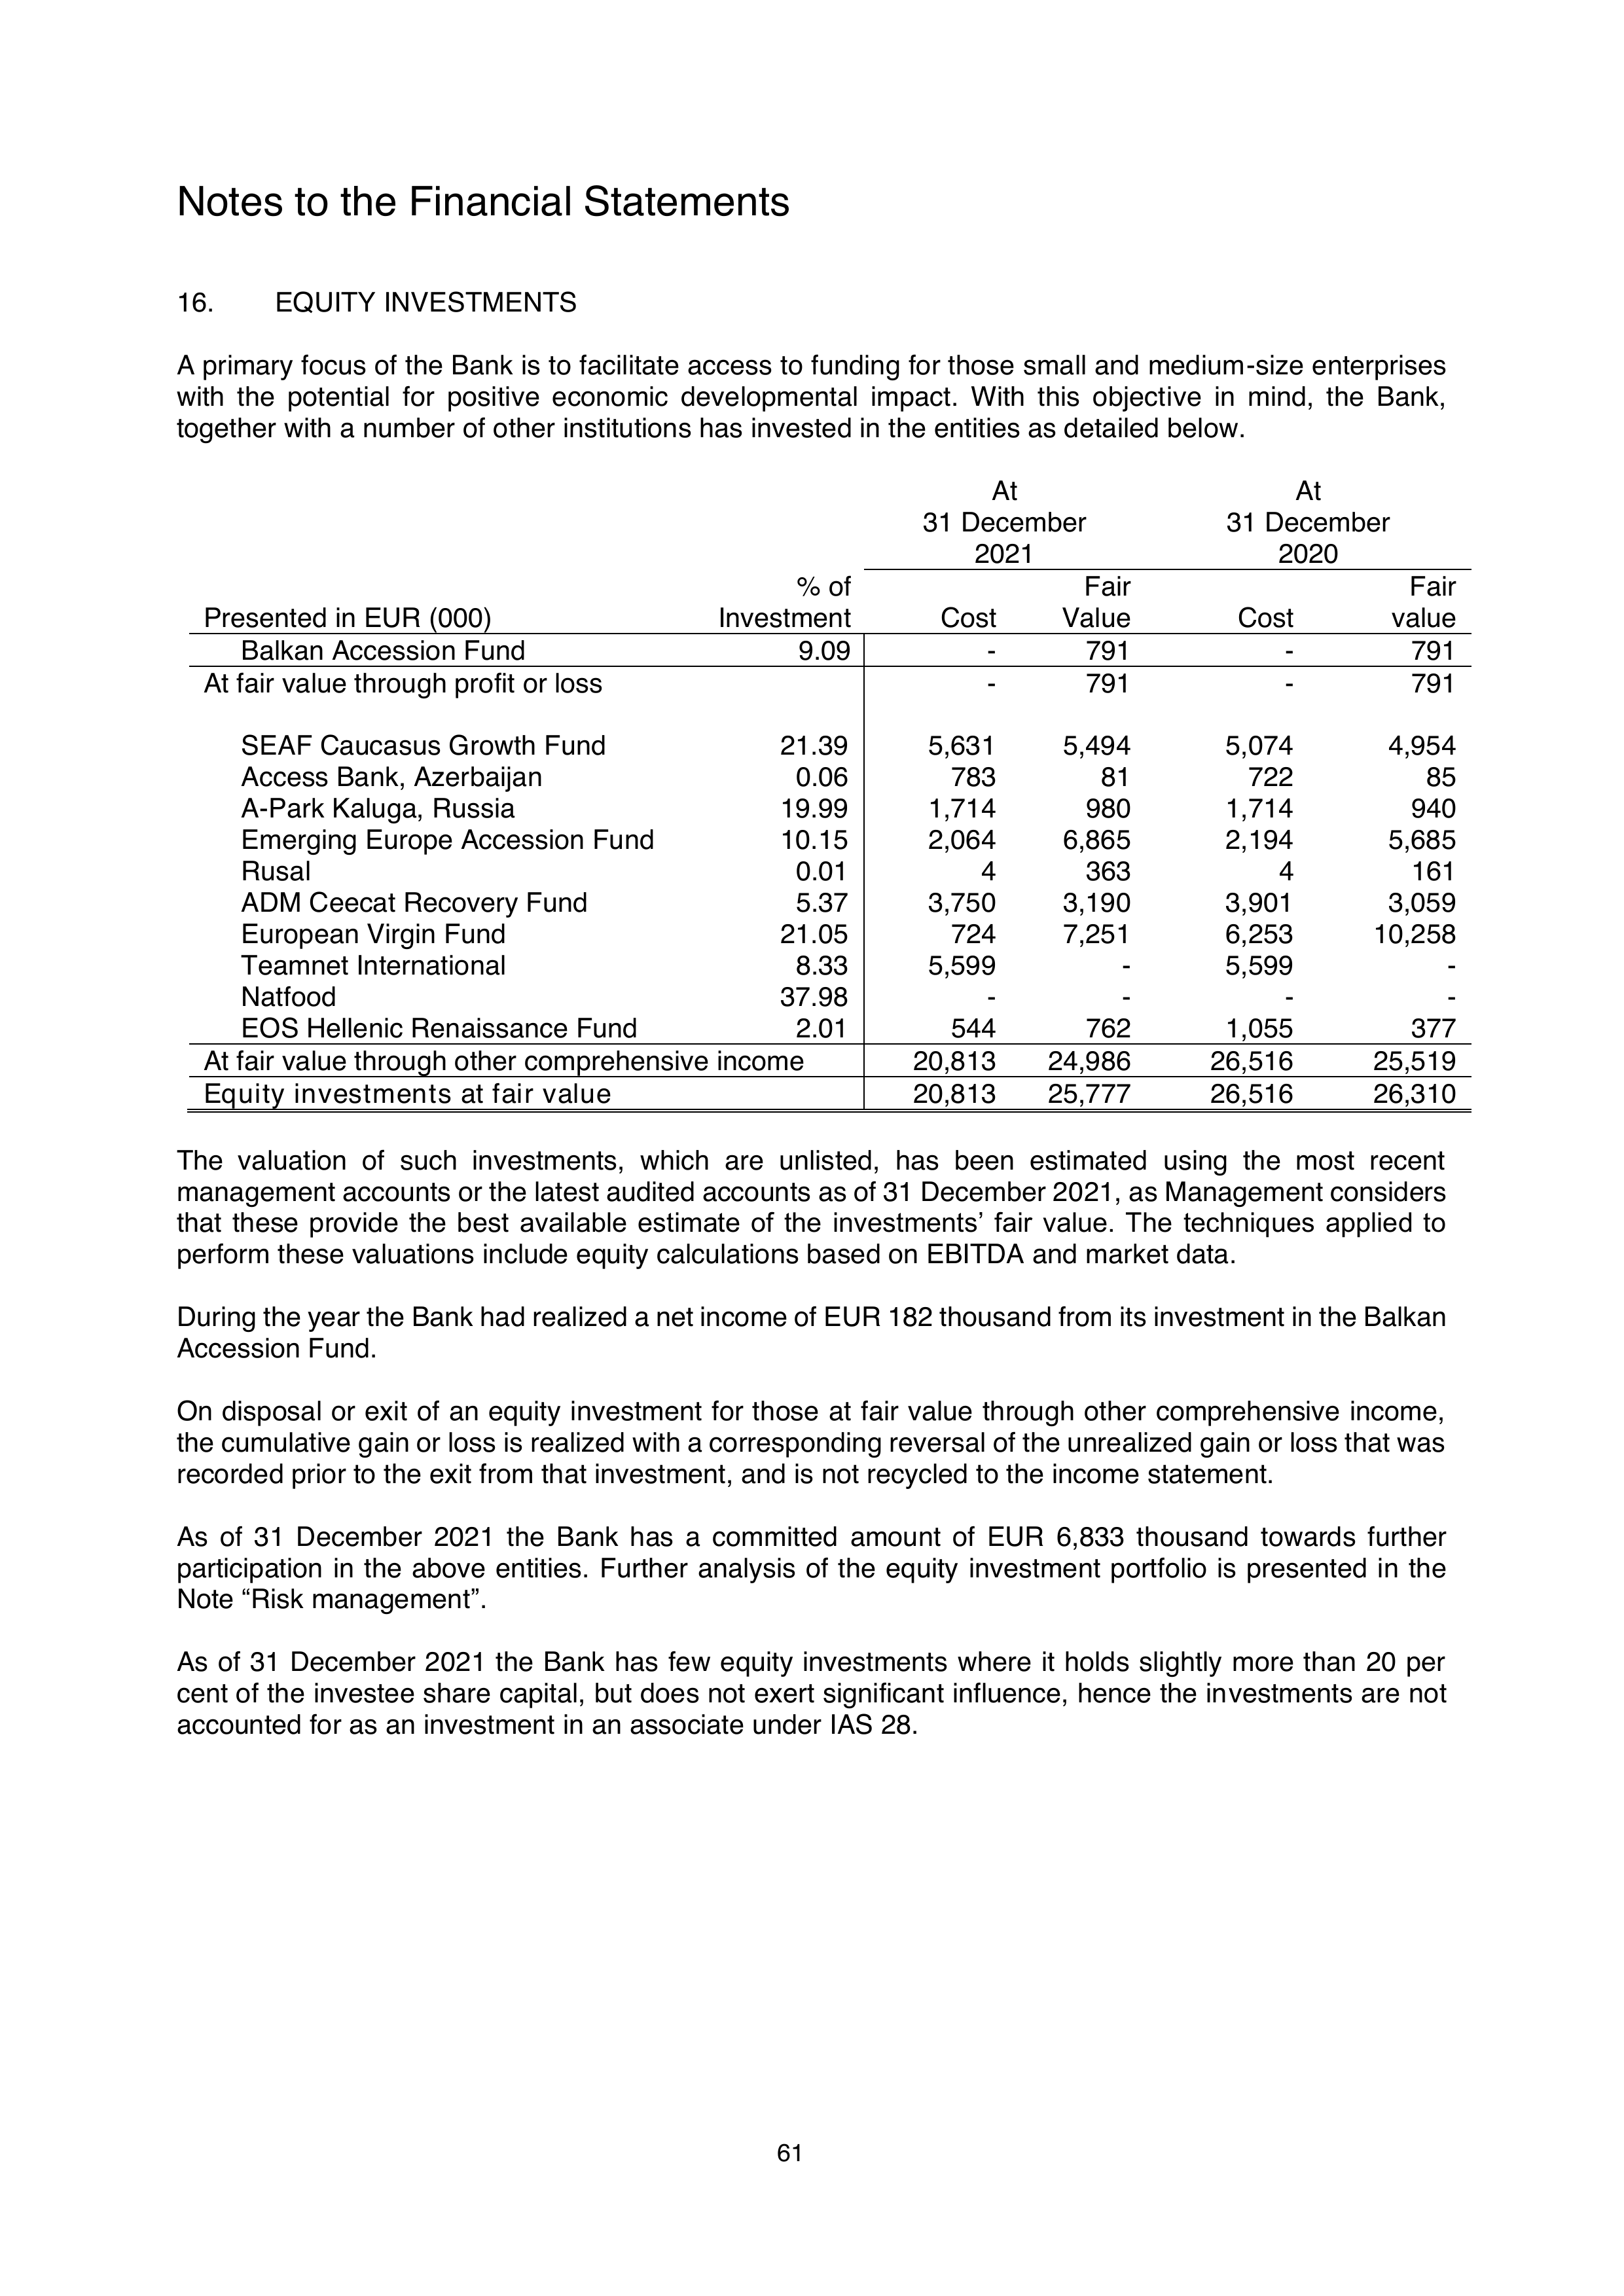 Notes to the Financial Statements
16. EQUITY INVESTMENTS
A primary focus of the Bank is to facilitate access to funding for those small and medium-size enterprises
with the potential for positive economic developmental impact. With this objective in mind, the Bank,
together with a number of other institutions has invested in the entities as detailed below.
At At
31 December 31 December
2021 2020
% of Fair Fair
Presented in EUR (000) Investment Cost Value Cost value
Balkan Accession Fund 9.09 - 791 - 791
At fair value through profit or loss - 791 - 791
SEAF Caucasus Growth Fund 21.39 5,631 5,494 5,074 4,954
Access Bank, Azerbaijan 0.06 783 81 722 85
A-Park Kaluga, Russia 19.99 1,714 980 1,714 940
Emerging Europe Accession Fund 10.15 2,064 6,865 2,194 5,685
Rusal 0.01 4 363 4 161
ADM Ceecat Recovery Fund 5.37 3,750 3,190 3,901 3,059
European Virgin Fund 21.05 724 7,251 6,253 10,258
Teamnet International 8.33 5,599 - 5,599 -
Natfood 37.98 - - - -
EOS Hellenic Renaissance Fund 2.01 544 762 1,055 377
At fair value through other comprehensive income 20,813 24,986 26,516 25,519
Equity investments at fair value 20,813 25,777 26,516 26,310
The valuation of such investments, which are unlisted, has been estimated using the most recent
management accounts or the latest audited accounts as of 31 December 2021, as Management considers
that these provide the best available estimate of the investments’ fair value. The techniques applied to
perform these valuations include equity calculations based on EBITDA and market data.
During the year the Bank had realized a net income of EUR 182 thousand from its investment in the Balkan
Accession Fund.
On disposal or exit of an equity investment for those at fair value through other comprehensive income,
the cumulative gain or loss is realized with a corresponding reversal of the unrealized gain or loss that was
recorded prior to the exit from that investment, and is not recycled to the income statement.
As of 31 December 2021 the Bank has a committed amount of EUR 6,833 thousand towards further
participation in the above entities. Further analysis of the equity investment portfolio is presented in the
Note “Risk management”.
As of 31 December 2021 the Bank has few equity investments where it holds slightly more than 20 per
cent of the investee share capital, but does not exert significant influence, hence the investments are not
accounted for as an investment in an associate under IAS 28.
61